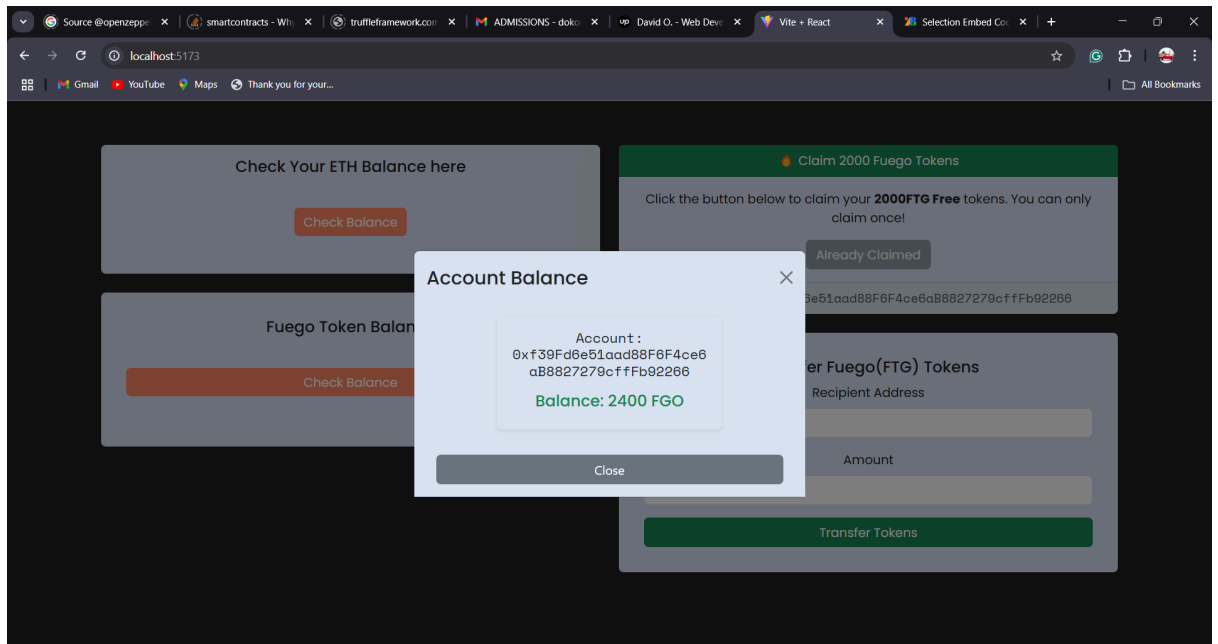 Source @openzeppe
smartcontracts - Why
truffleframework.com
ADMISSIONS - doko
David O. - Web Deve
Vite + React
Selection Embed Coc
localhost:5173
Gmail
YouTube
Maps
Thank you for your...
All Bookmarks
Check Your ETH Balance here
Check Balance
Fuego Token Balan
Check Balance
Claim 2000 Fuego Tokens
Click the button below to claim your 2000FTG Free tokens. You can only
claim once!
Already Claimed
6e51aad88F6F4ce6aB8827279cffFb92266
er Fuego(FTG) Tokens
Recipient Address
Amount
Transfer Tokens
Account Balance
Account:
0xf39Fd6e51aad88F6F4ce6
aB8827279cffFb92266
Balance: 2400 FGO
Close